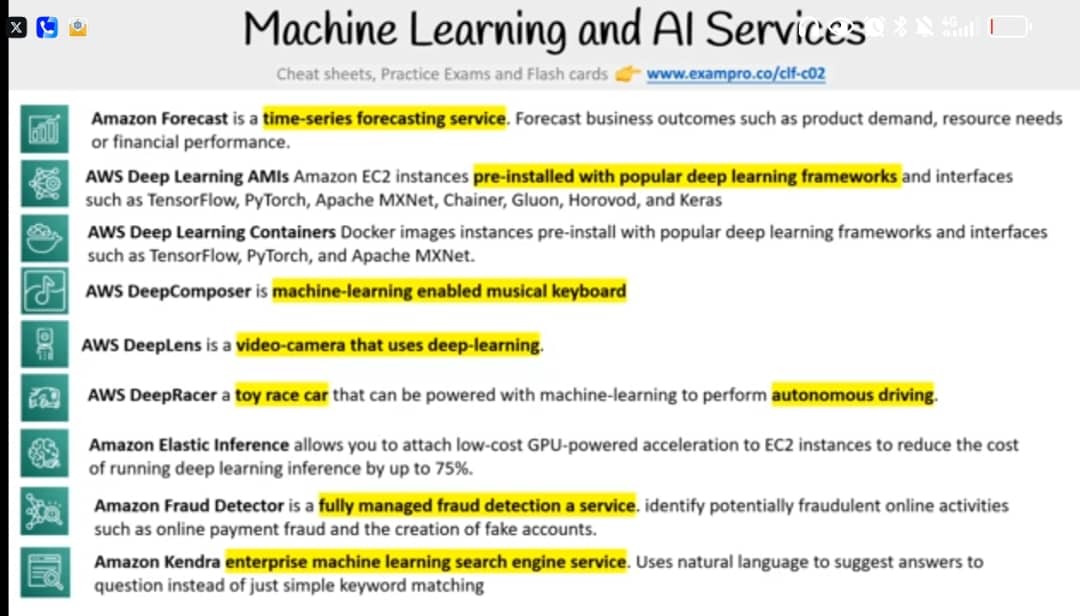 Machine Learning and AI Services
4G
Cheat sheets, Practice Exams and Flash cards 👉 www.exampro.co/clf-c02
Amazon Forecast is a time-series forecasting service. Forecast business outcomes such as product demand, resource needs
or financial performance.
AWS Deep Learning AMIs Amazon EC2 instances pre-installed with popular deep learning frameworks and interfaces
such as TensorFlow, PyTorch, Apache MXNet, Chainer, Gluon, Horovod, and Keras
AWS Deep Learning Containers Docker images instances pre-install with popular deep learning frameworks and interfaces
such as TensorFlow, PyTorch, and Apache MXNet.
AWS DeepComposer is machine-learning enabled musical keyboard
AWS DeepLens is a video-camera that uses deep-learning.
AWS DeepRacer a toy race car that can be powered with machine-learning to perform autonomous driving.
Amazon Elastic Inference allows you to attach low-cost GPU-powered acceleration to EC2 instances to reduce the cost
of running deep learning inference by up to 75%.
Amazon Fraud Detector is a fully managed fraud detection a service. identify potentially fraudulent online activities
such as online payment fraud and the creation of fake accounts.
Amazon Kendra enterprise machine learning search engine service. Uses natural language to suggest answers to
question instead of just simple keyword matching